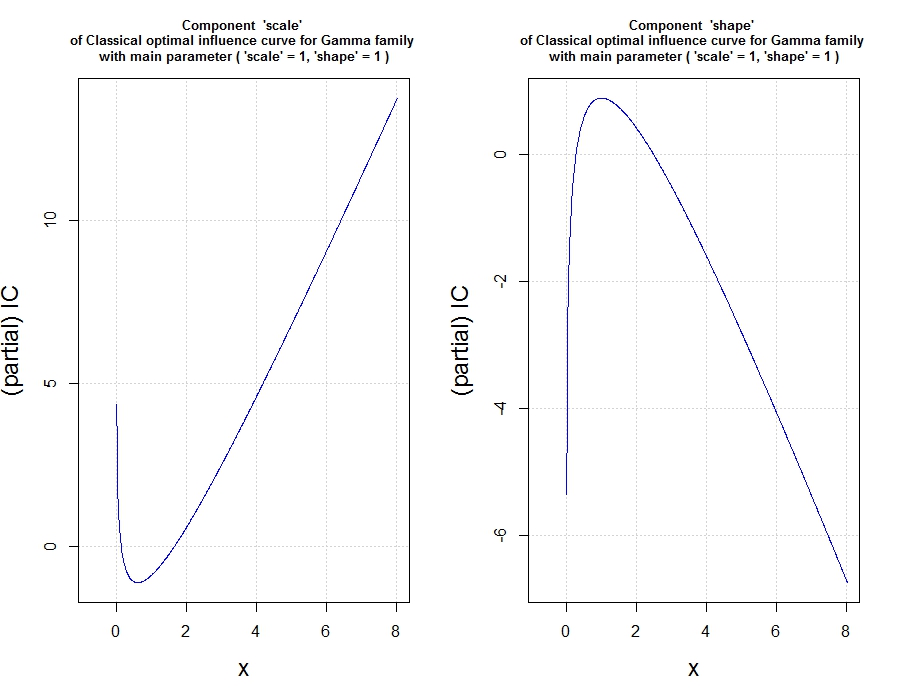 Component 'scale'
of Classical optimal influence curve for Gamma family
with main parameter ( 'scale' = 1, 'shape' = 1 )
(partial) IC
10
5
0
0 2 4 6 8
x
Component 'shape'
of Classical optimal influence curve for Gamma family
with main parameter ( 'scale' = 1, 'shape' = 1 )
(partial) IC
0
-2
-4
-6
0 2 4 6 8
x